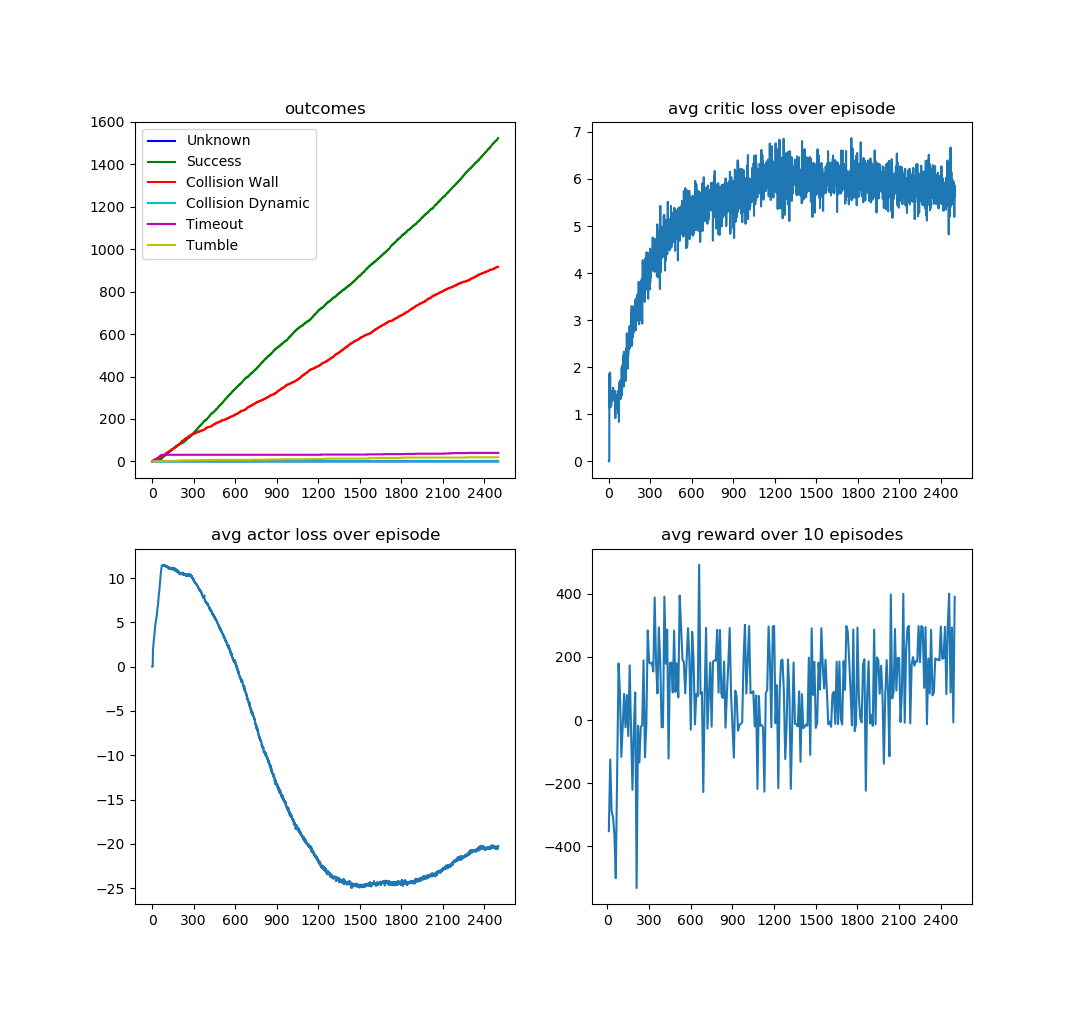 outcomes
1600
1400
1200
1000
800
600
400
200
0
Unknown
Success
Collision Wall
Collision Dynamic
Timeout
Tumble
0 300 600 900 1200 1500 1800 2100 2400
avg critic loss over episode
7
6
5
4
3
2
1
0
0 300 600 900 1200 1500 1800 2100 2400
avg actor loss over episode
10
5
0
−5
−10
−15
−20
−25
0 300 600 900 1200 1500 1800 2100 2400
avg reward over 10 episodes
400
200
0
−200
−400
0 300 600 900 1200 1500 1800 2100 2400